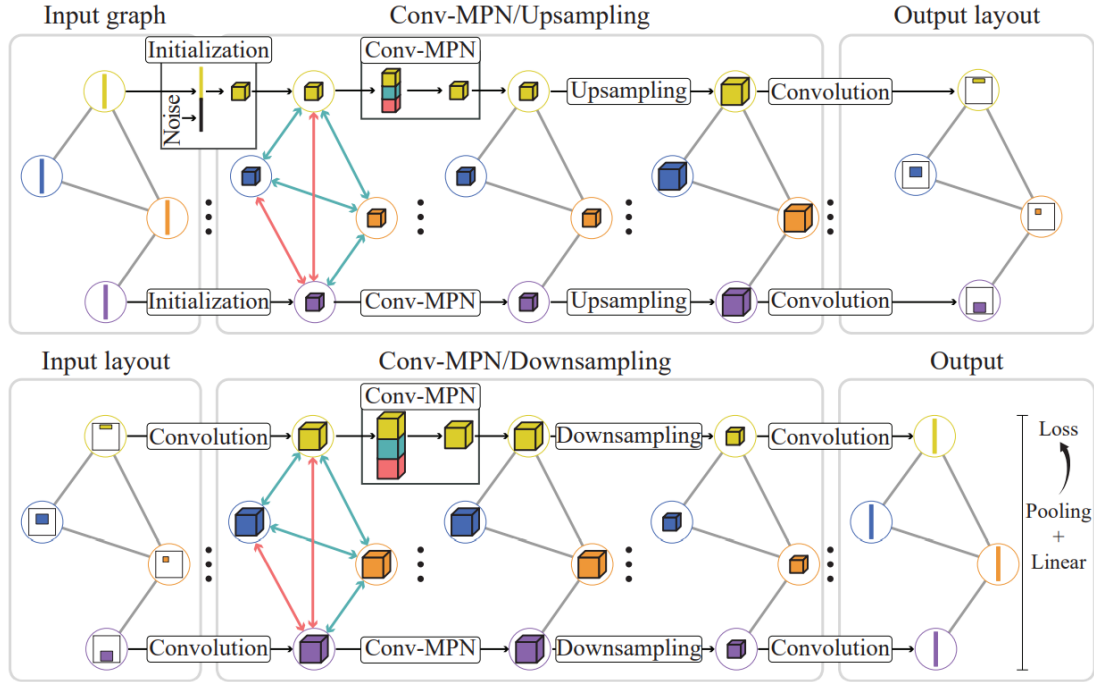 Input graph
Conv-MPN/Upsampling
Output layout
Initialization
Conv-MPN
Noise
Upsampling
Convolution
Initialization
Conv-MPN
Upsampling
Convolution
Input layout
Conv-MPN/Downsampling
Output
Conv-MPN
Convolution
Downsampling
Convolution
Loss
Pooling
+
Linear
Convolution
Conv-MPN
Downsampling
Convolution